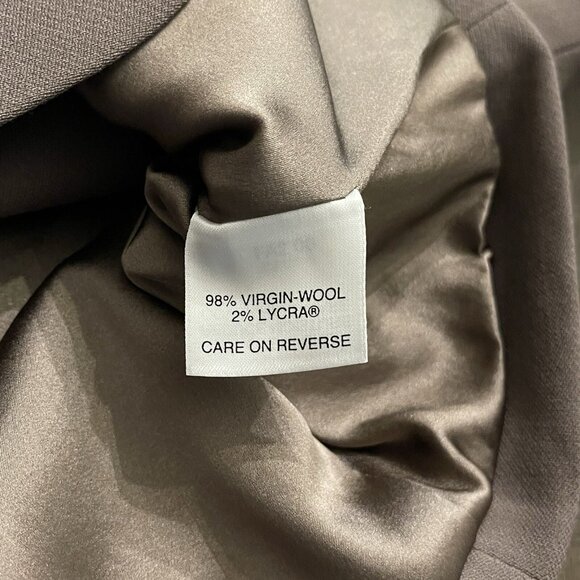 98% VIRGIN-WOOL
2% LYCRA®
CARE ON REVERSE